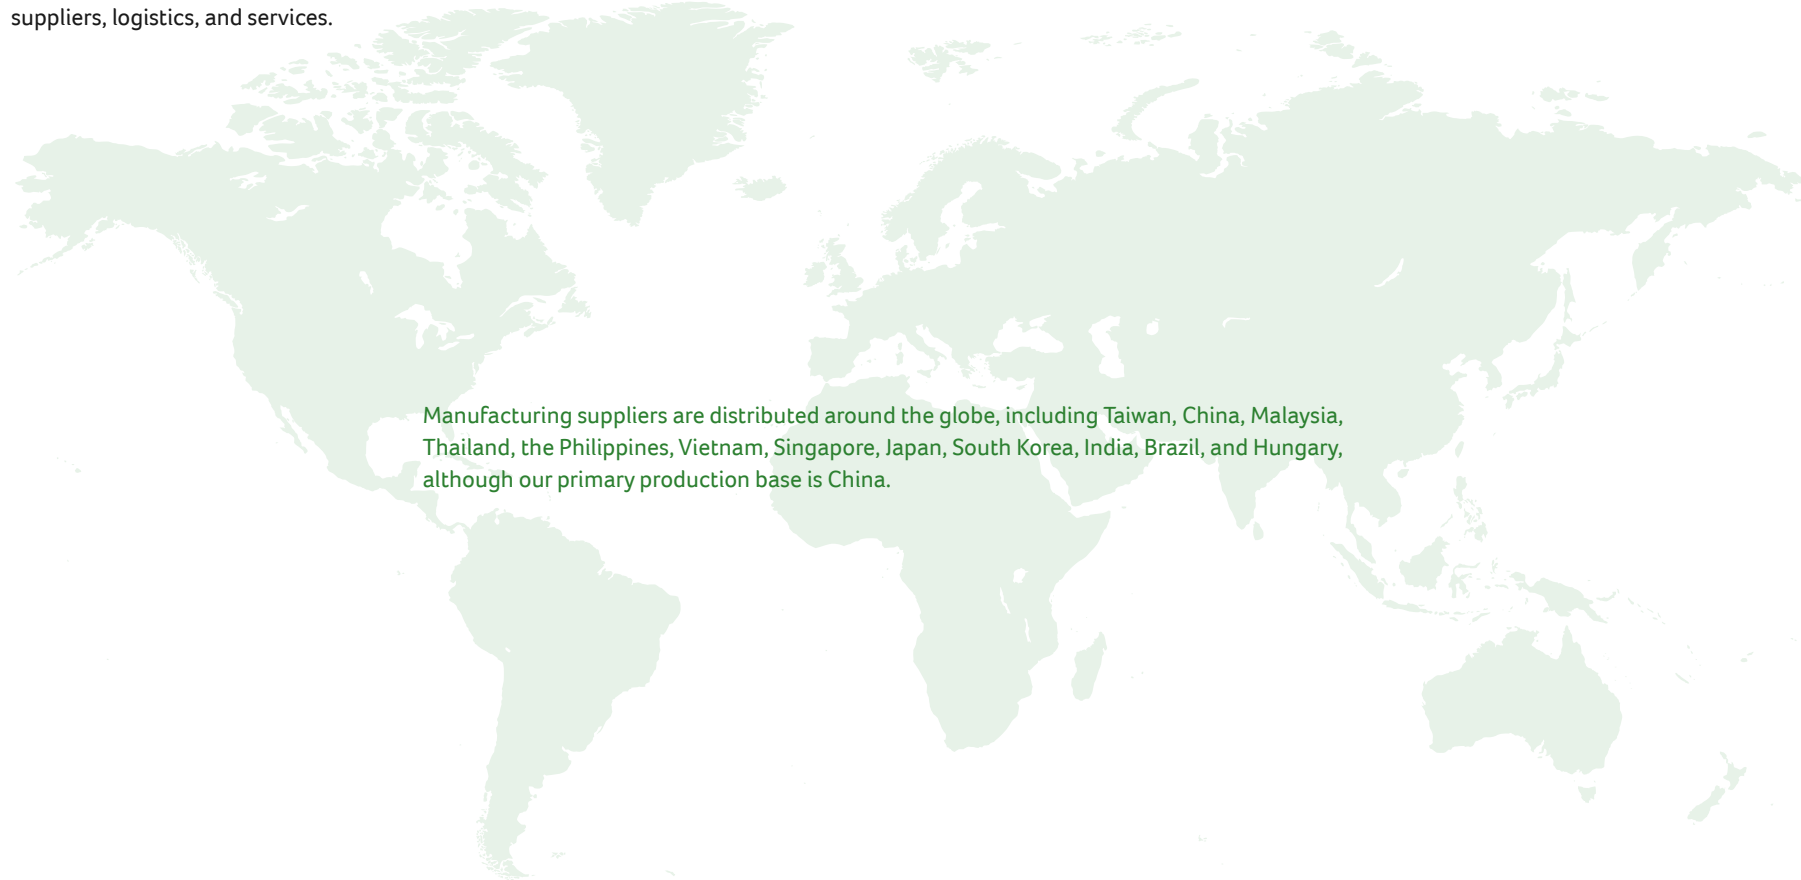 suppliers, logistics, and services.
Manufacturing suppliers are distributed around the globe, including Taiwan, China, Malaysia,
Thailand, the Philippines, Vietnam, Singapore, Japan, South Korea, India, Brazil, and Hungary,
although our primary production base is China.